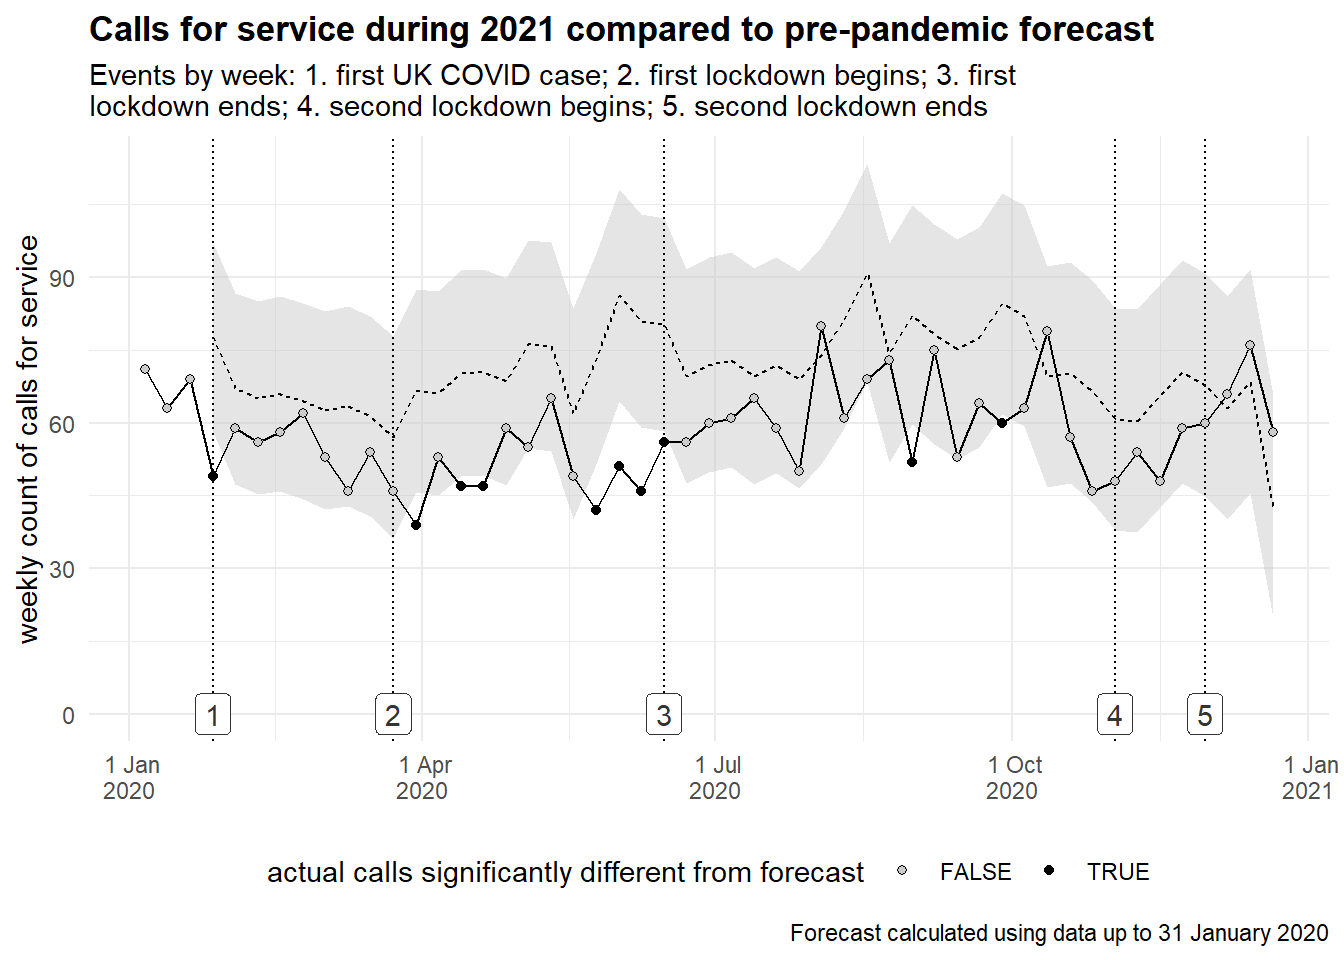 Calls for service during 2021 compared to pre-pandemic forecast
Events by week: 1. first UK COVID case; 2. first lockdown begins; 3. first
lockdown ends; 4. second lockdown begins; 5. second lockdown ends
weekly count of calls for service
90
60
30
0
1 2 3 4 5
1 Jan 1 Apr 1 Jul 1 Oct 1 Jan
2020 2020 2020 2020 2021
actual calls significantly different from forecast FALSE TRUE
Forecast calculated using data up to 31 January 2020